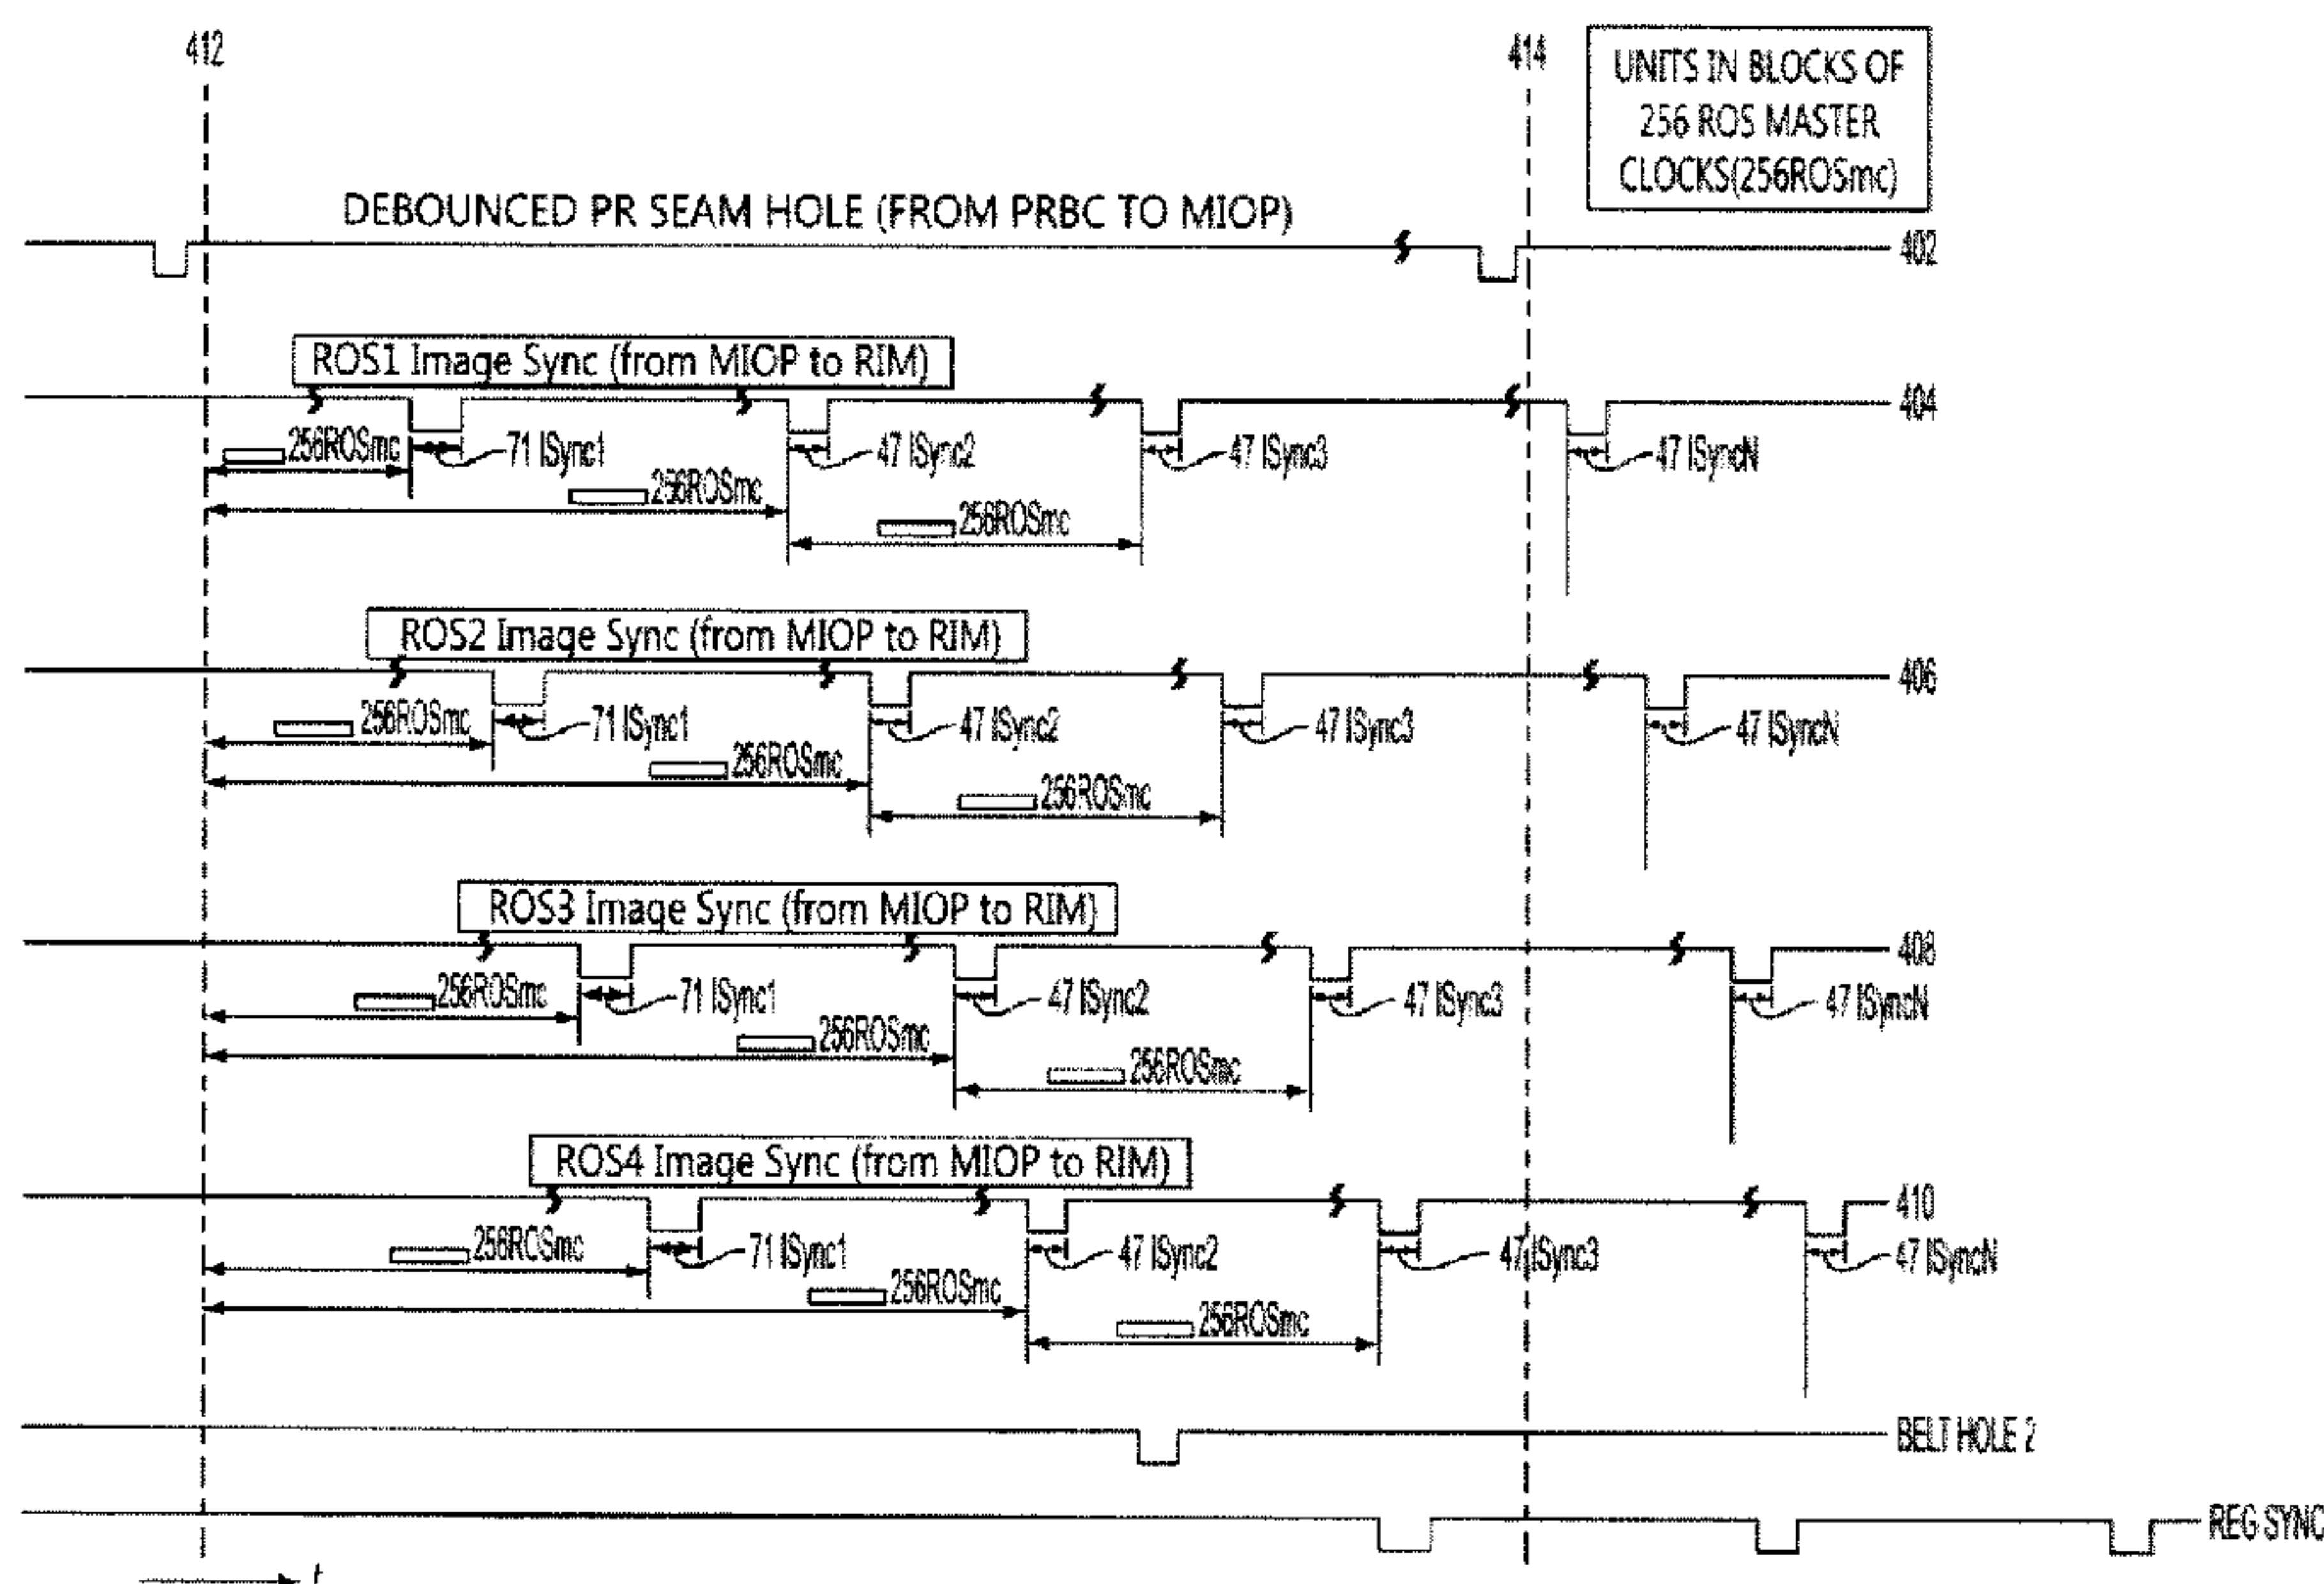 412
414
UNITS IN BLOCKS OF
256 ROS MASTER
CLOCKS(256ROSmc)
DEBOUNCED PR SEAM HOLE (FROM PRBC TO MIOP)
402
ROS1 Image Sync (from MIOP to RIM)
404
256ROSmc
71 ISync1
47 ISync2
47 ISync3
47 ISyncN
256ROSmc
256ROSmc
ROS2 Image Sync (from MIOP to RIM)
406
256ROSmc
71 ISync1
47 ISync2
47 ISync3
47 ISyncN
256ROSmc
256ROSmc
ROS3 Image Sync (from MIOP to RIM)
408
256ROSmc
71 ISync1
47 ISync2
47 ISync3
47 ISyncN
256ROSmc
256ROSmc
ROS4 Image Sync (from MIOP to RIM)
410
256ROSmc
71 ISync1
47 ISync2
47 ISync3
47 ISyncN
256ROSmc
256ROSmc
BELT HOLE 2
REG SYNC
t